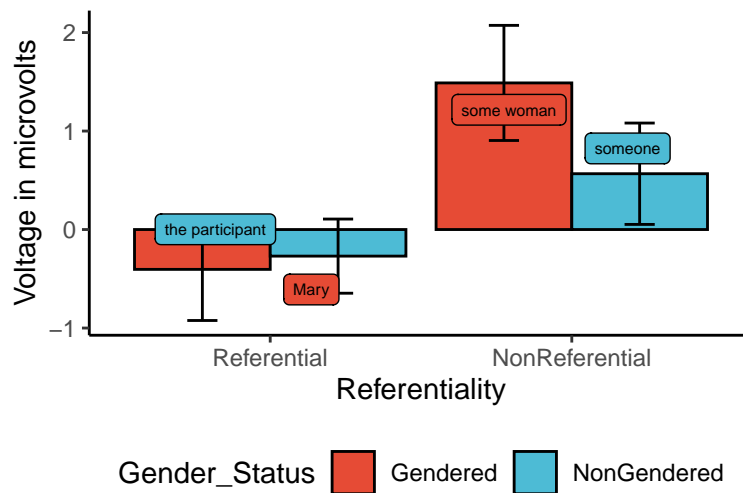 Voltage in microvolts
2
1
0
−1
some woman
someone
the participant
Mary
Referential
NonReferential
Referentiality
Gender_Status
Gendered
NonGendered